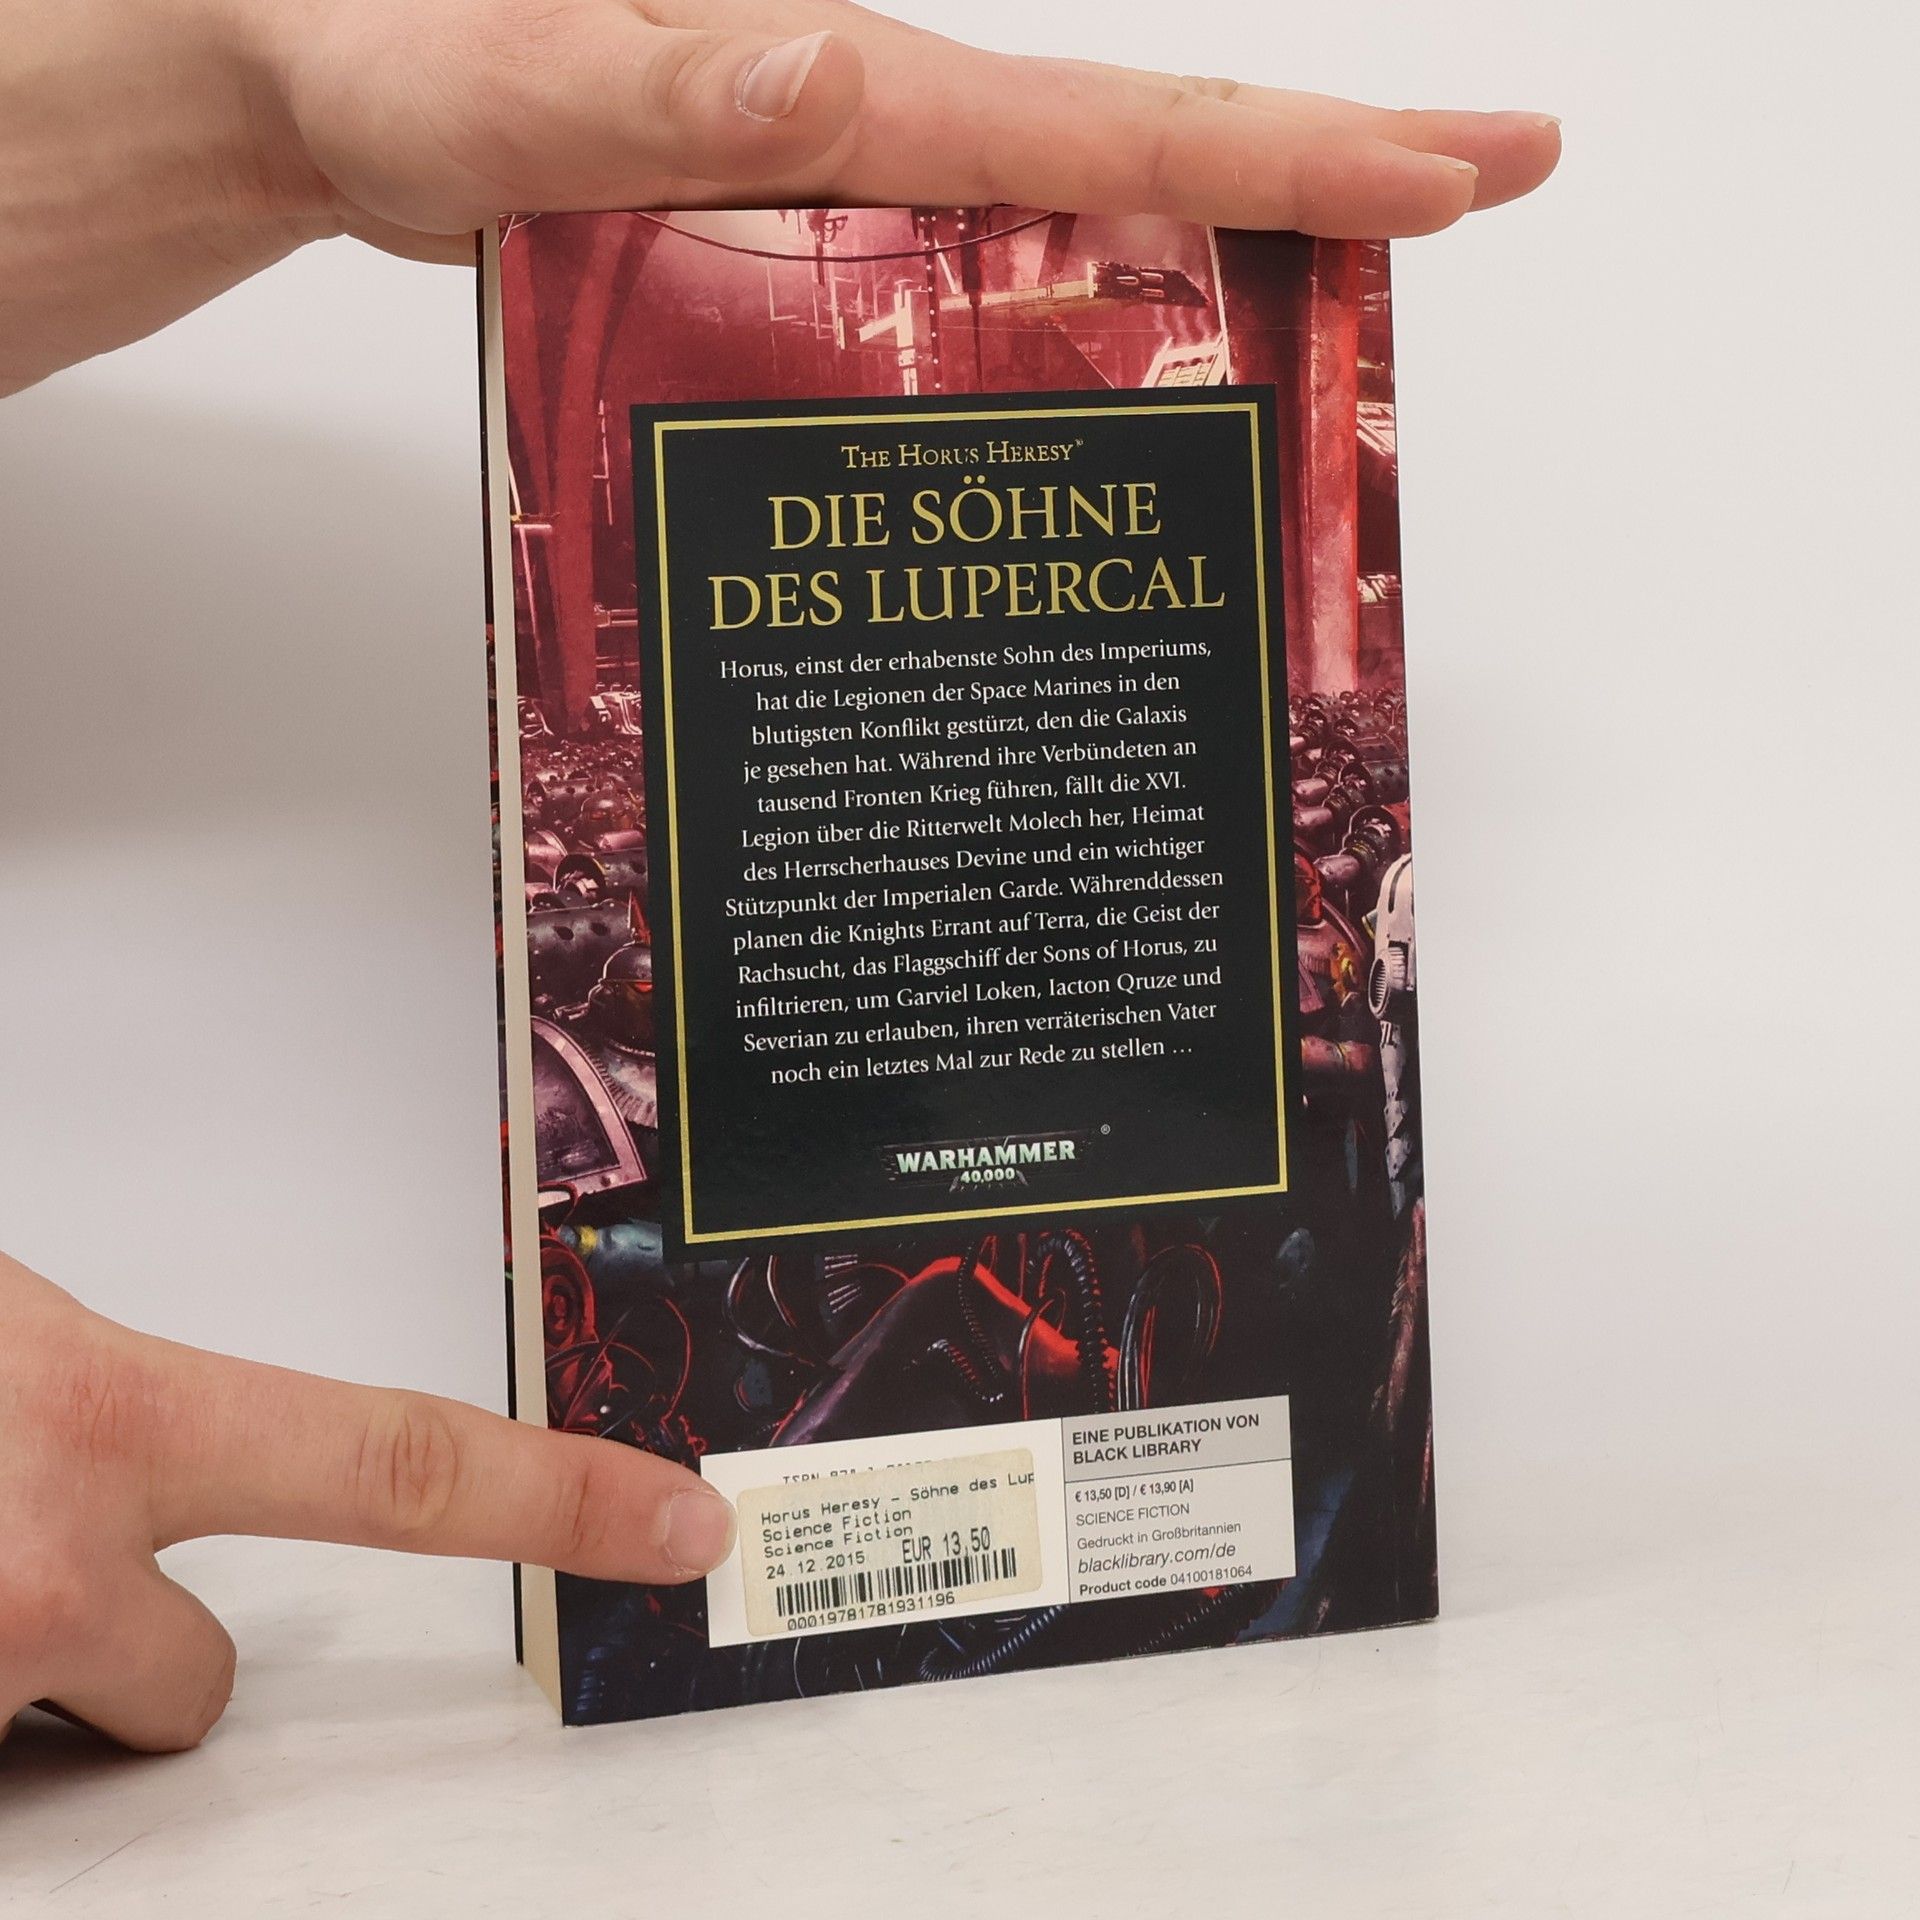 THE HORUS HERESY
DIE SÖHNE
DES LUPERCAL
Horus, einst der erhabenste Sohn des Imperiums,
hat die Legionen der Space Marines in den
blutigsten Konflikt gestürzt, den die Galaxis
je gesehen hat. Während ihre Verbündeten an
tausend Fronten Krieg führen, fällt die XVI.
Legion über die Ritterwelt Molech her, Heimat
des Herrscherhauses Devine und ein wichtiger
Stützpunkt der Imperialen Garde. Währenddessen
planen die Knights Errant auf Terra, die Geist der
Rachsucht, das Flaggschiff der Sons of Horus, zu
infiltrieren, um Garviel Loken, Iacton Qruze und
Severian zu erlauben, ihren verräterischen Vater
noch ein letztes Mal zur Rede zu stellen …
WARHAMMER ®
40,000
ISBN
Horus Heresy - Söhne des Lup
Science Fiction
Science Fiction
24.12.2015 EUR 13,50
00019781781931196
EINE PUBLIKATION VON
BLACK LIBRARY
€ 13,50 [D] / € 13,90 [A]
SCIENCE FICTION
Gedruckt in Großbritannien
blacklibrary.com/de
Product code 04100181064